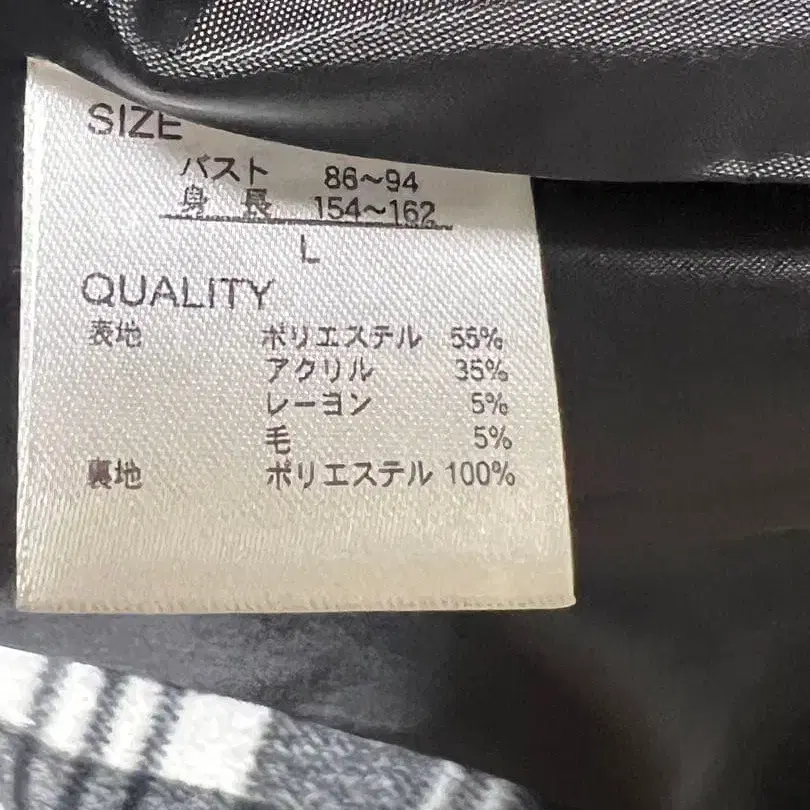 SIZE
バスト 86~94
身長 154~162
L
QUALITY
表地 ポリエステル 55%
アクリル 35%
レーヨン 5%
毛 5%
裏地 ポリエステル 100%